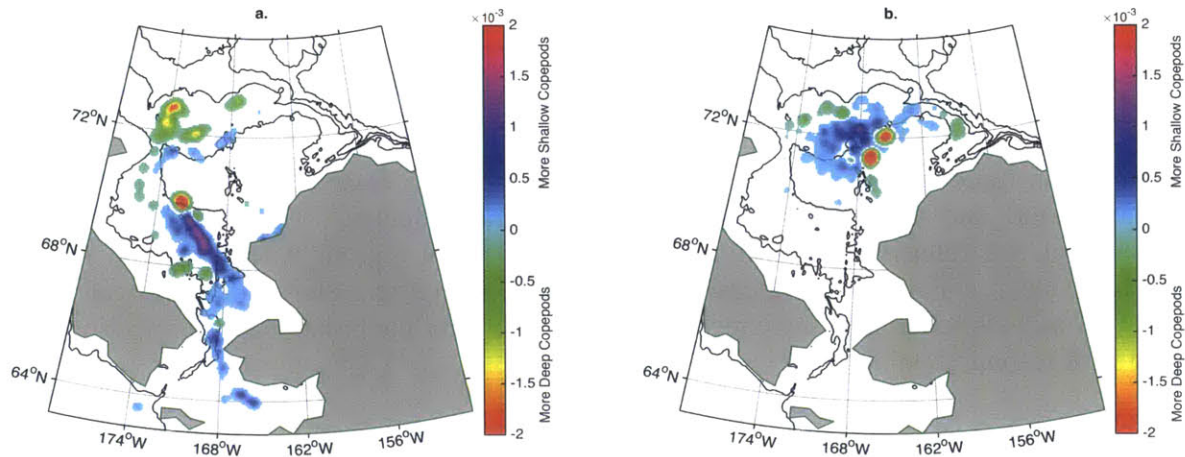 a.
× 10⁻³
2
1.5
1
0.5
0
-0.5
-1
-1.5
-2
More Shallow Copepods
More Deep Copepods
72°N
68°N
64°N
174°W
168°W
162°W
156°W
b.
× 10⁻³
2
1.5
1
0.5
0
-0.5
-1
-1.5
-2
More Shallow Copepods
More Deep Copepods
72°N
68°N
64°N
174°W
168°W
162°W
156°W